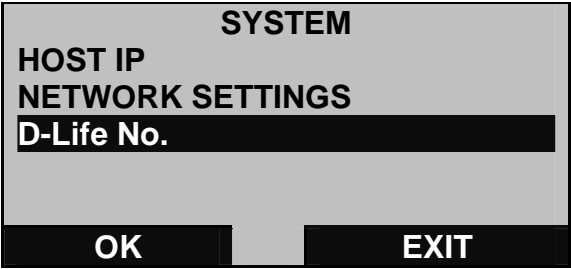 SYSTEM
HOST IP
NETWORK SETTINGS
D-Life No.
OK EXIT